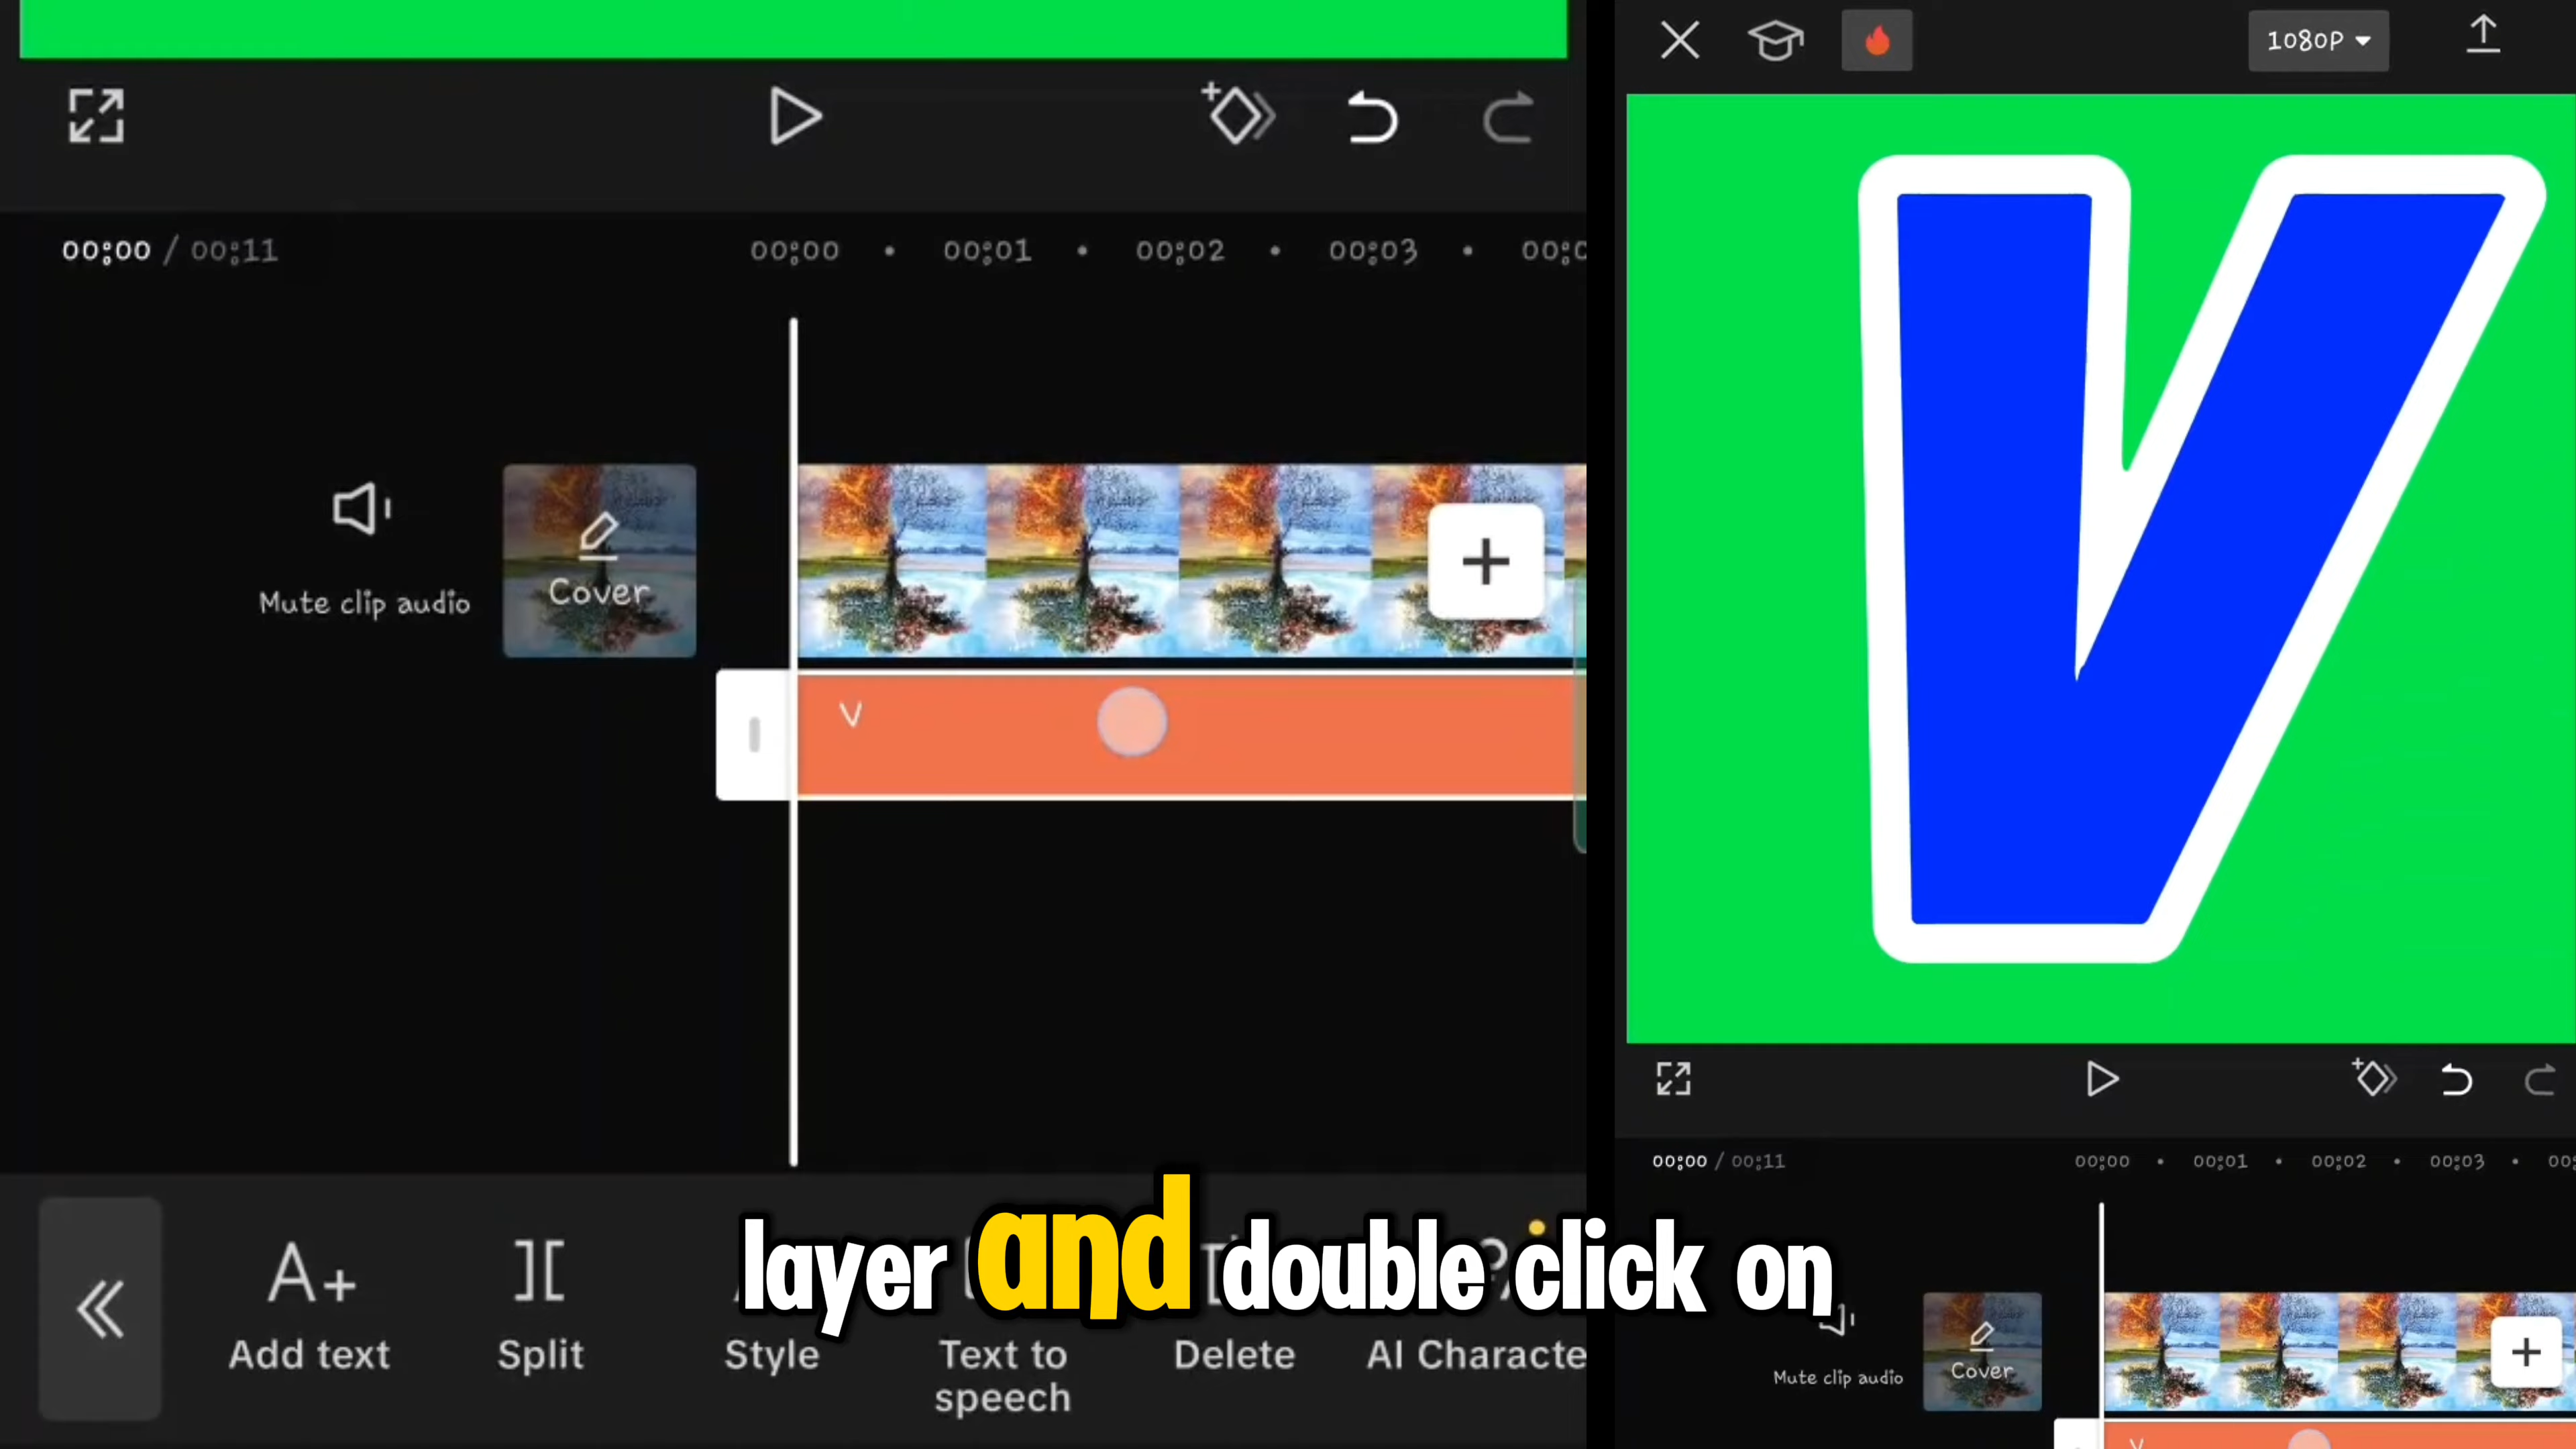 00:00 / 00:11
00:00 00:01 00:02 00:03
Mute clip audio
Cover
V
Add text
Split
Style
Text to speech
Delete
AI Characte
layer and double click on
1080P
V
00:00 / 00:11
00:00 00:01 00:02 00:03
Mute clip audio
Cover
V